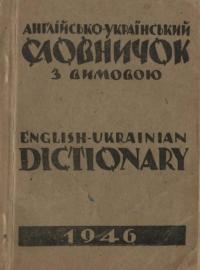 АНГЛІЙСЬКО-УКРАЇНСЬКИЙ
СЛОВНИЧОК
З ВИМОВОЮ
ENGLISH-UKRAINIAN
DICTIONARY
1946